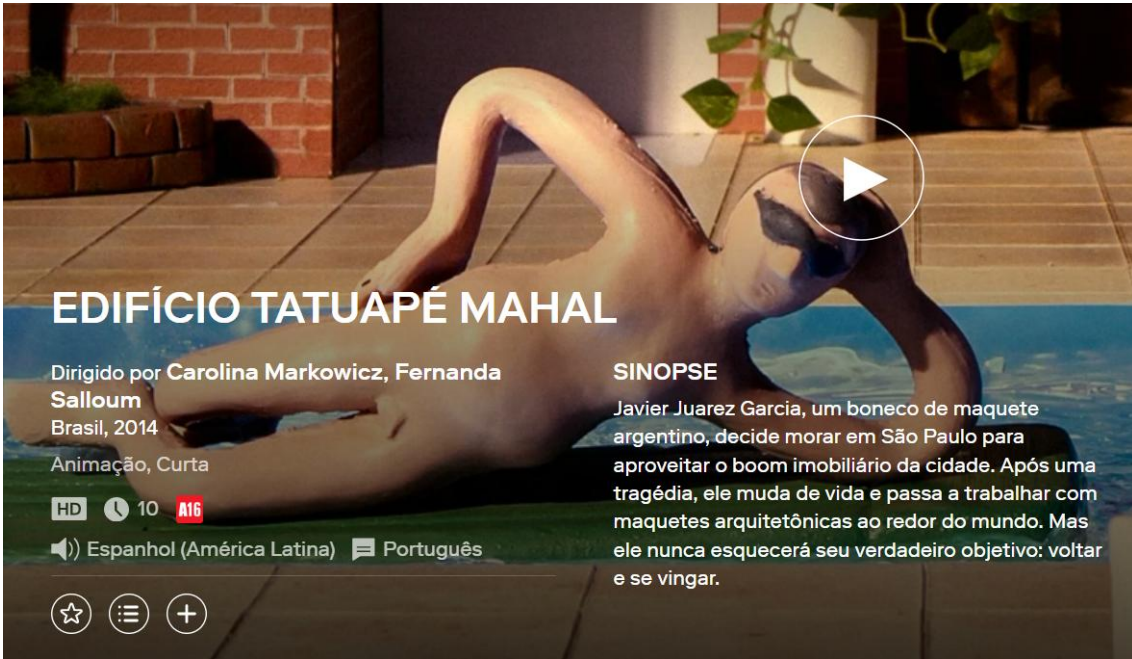 EDIFÍCIO TATUAPÉ MAHAL
Dirigido por Carolina Markowicz, Fernanda
Salloum
Brasil, 2014
Animação, Curta
HD 10 A16
Espanhol (América Latina) Português
SINOPSE
Javier Juarez Garcia, um boneco de maquete
argentino, decide morar em São Paulo para
aproveitar o boom imobiliário da cidade. Após uma
tragédia, ele muda de vida e passa a trabalhar com
maquetes arquitetônicas ao redor do mundo. Mas
ele nunca esquecerá seu verdadeiro objetivo: voltar
e se vingar.